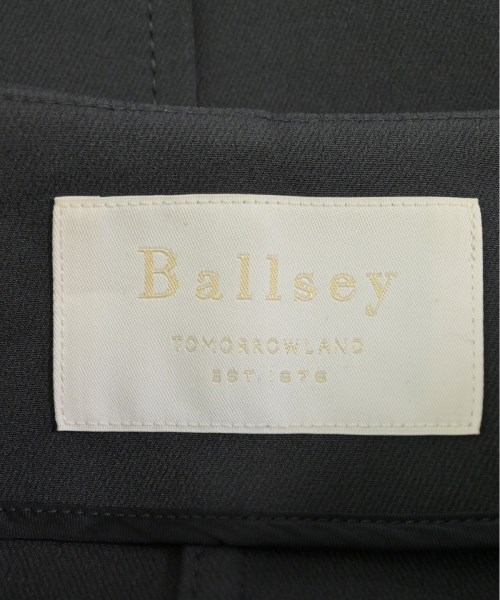 Ballsey
TOMORROWLAND
EST. 1978